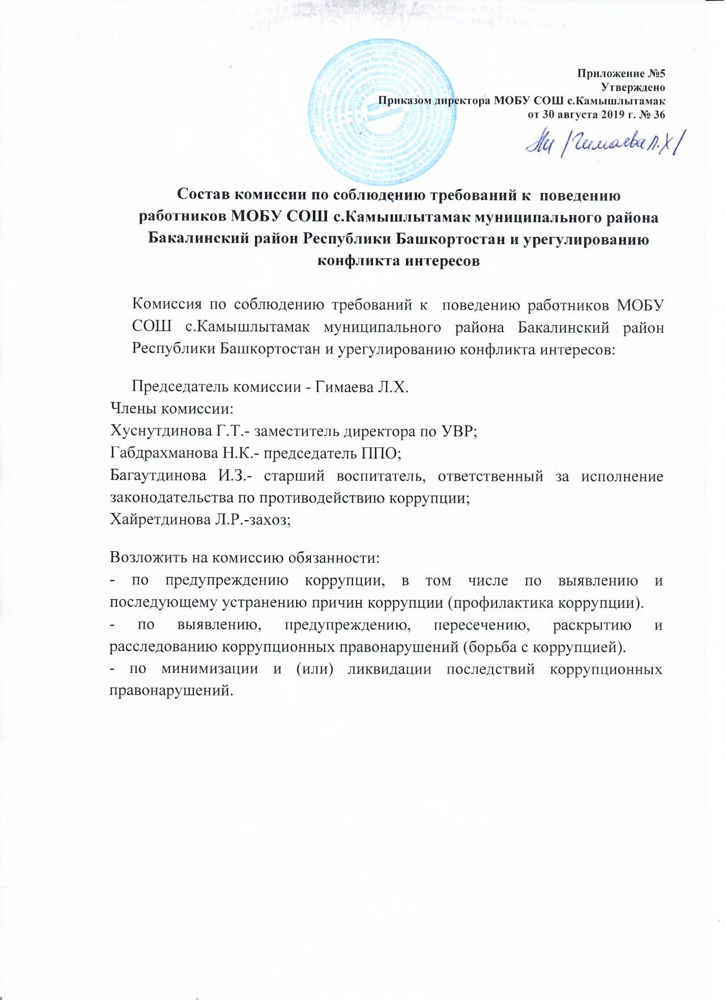 Приложение №5
Утверждено
Приказом директора МОБУ СОШ с.Камышлытамак
от 30 августа 2019 г. № 36
/Гимаева Л.Х/
Состав комиссии по соблюдению требований к поведению
работников МОБУ СОШ с.Камышлытамак муниципального района
Бакалинский район Республики Башкортостан и урегулированию
конфликта интересов
Комиссия по соблюдению требований к поведению работников МОБУ
СОШ с.Камышлытамак муниципального района Бакалинский район
Республики Башкортостан и урегулированию конфликта интересов:
Председатель комиссии - Гимаева Л.Х.
Члены комиссии:
Хуснутдинова Г.Т.- заместитель директора по УВР;
Габдрахманова Н.К.- председатель ППО;
Багаутдинова И.З.- старший воспитатель, ответственный за исполнение
законодательства по противодействию коррупции;
Хайретдинова Л.Р.-захоз;
Возложить на комиссию обязанности:
- по предупреждению коррупции, в том числе по выявлению и
последующему устранению причин коррупции (профилактика коррупции).
- по выявлению, предупреждению, пересечению, раскрытию и
расследованию коррупционных правонарушений (борьба с коррупцией).
- по минимизации и (или) ликвидации последствий коррупционных
правонарушений.